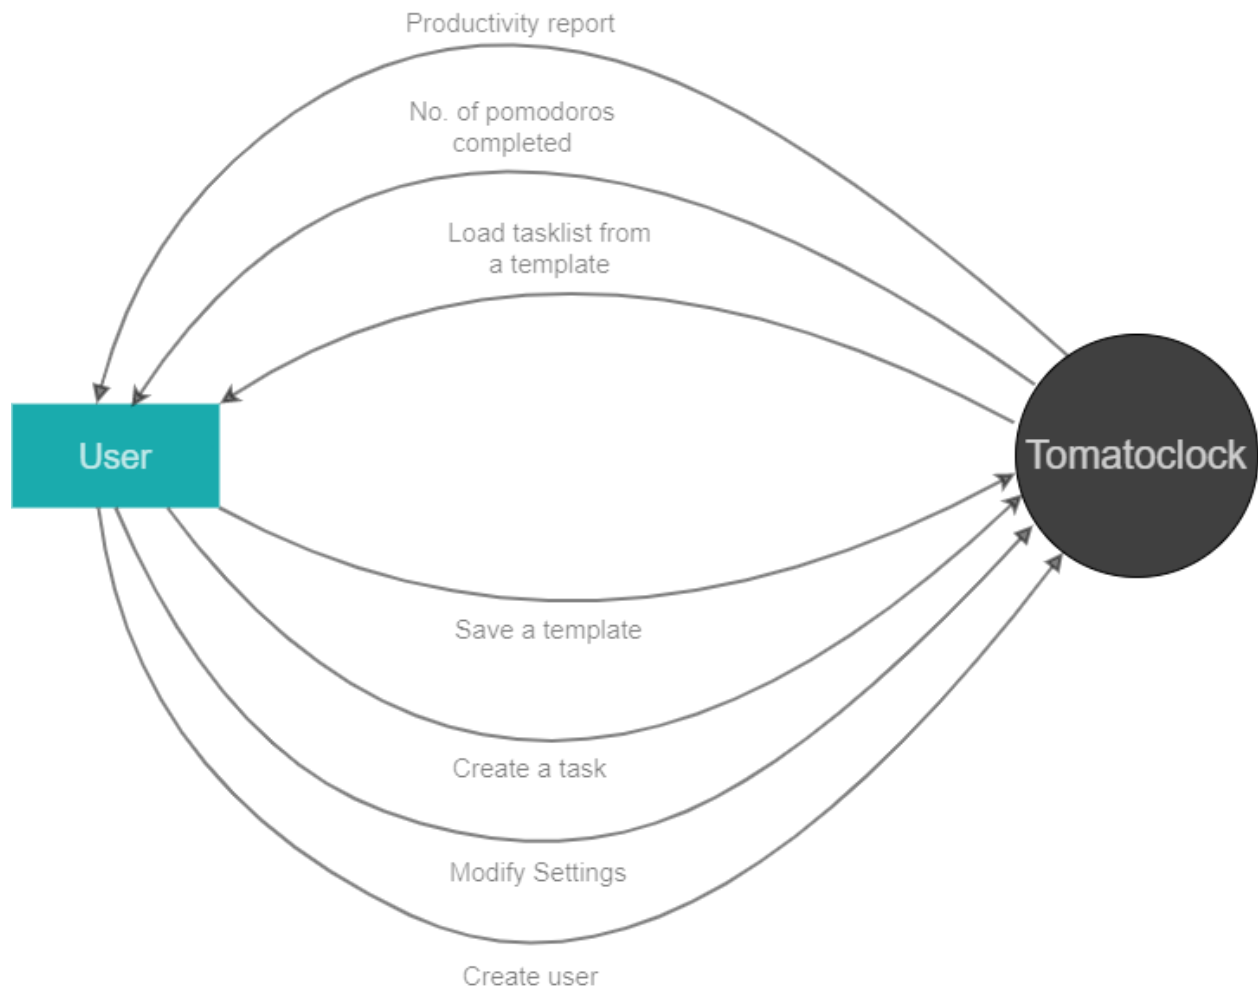 Productivity report
No. of pomodoros
completed
Load tasklist from
a template
User
Tomatoclock
Save a template
Create a task
Modify Settings
Create user